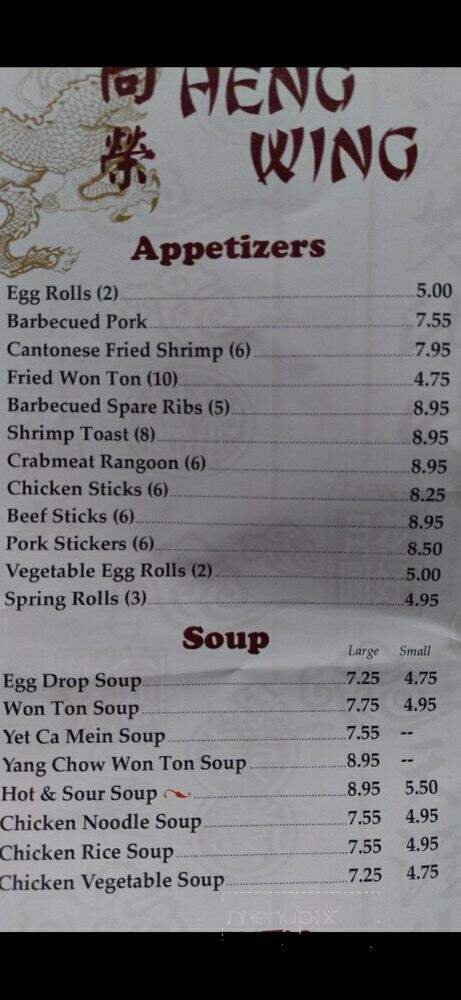 HENG
榮 WING
Appetizers
Egg Rolls (2) 5.00
Barbecued Pork 7.55
Cantonese Fried Shrimp (6) 7.95
Fried Won Ton (10) 4.75
Barbecued Spare Ribs (5) 8.95
Shrimp Toast (8) 8.95
Crabmeat Rangoon (6) 8.95
Chicken Sticks (6) 8.25
Beef Sticks (6) 8.95
Pork Stickers (6) 8.50
Vegetable Egg Rolls (2) 5.00
Spring Rolls (3) 4.95
Soup Large Small
Egg Drop Soup 7.25 4.75
Won Ton Soup 7.75 4.95
Yet Ca Mein Soup 7.55 --
Yang Chow Won Ton Soup 8.95 --
Hot & Sour Soup 8.95 5.50
Chicken Noodle Soup 7.55 4.95
Chicken Rice Soup 7.55 4.95
Chicken Vegetable Soup 7.25 4.75
menupix